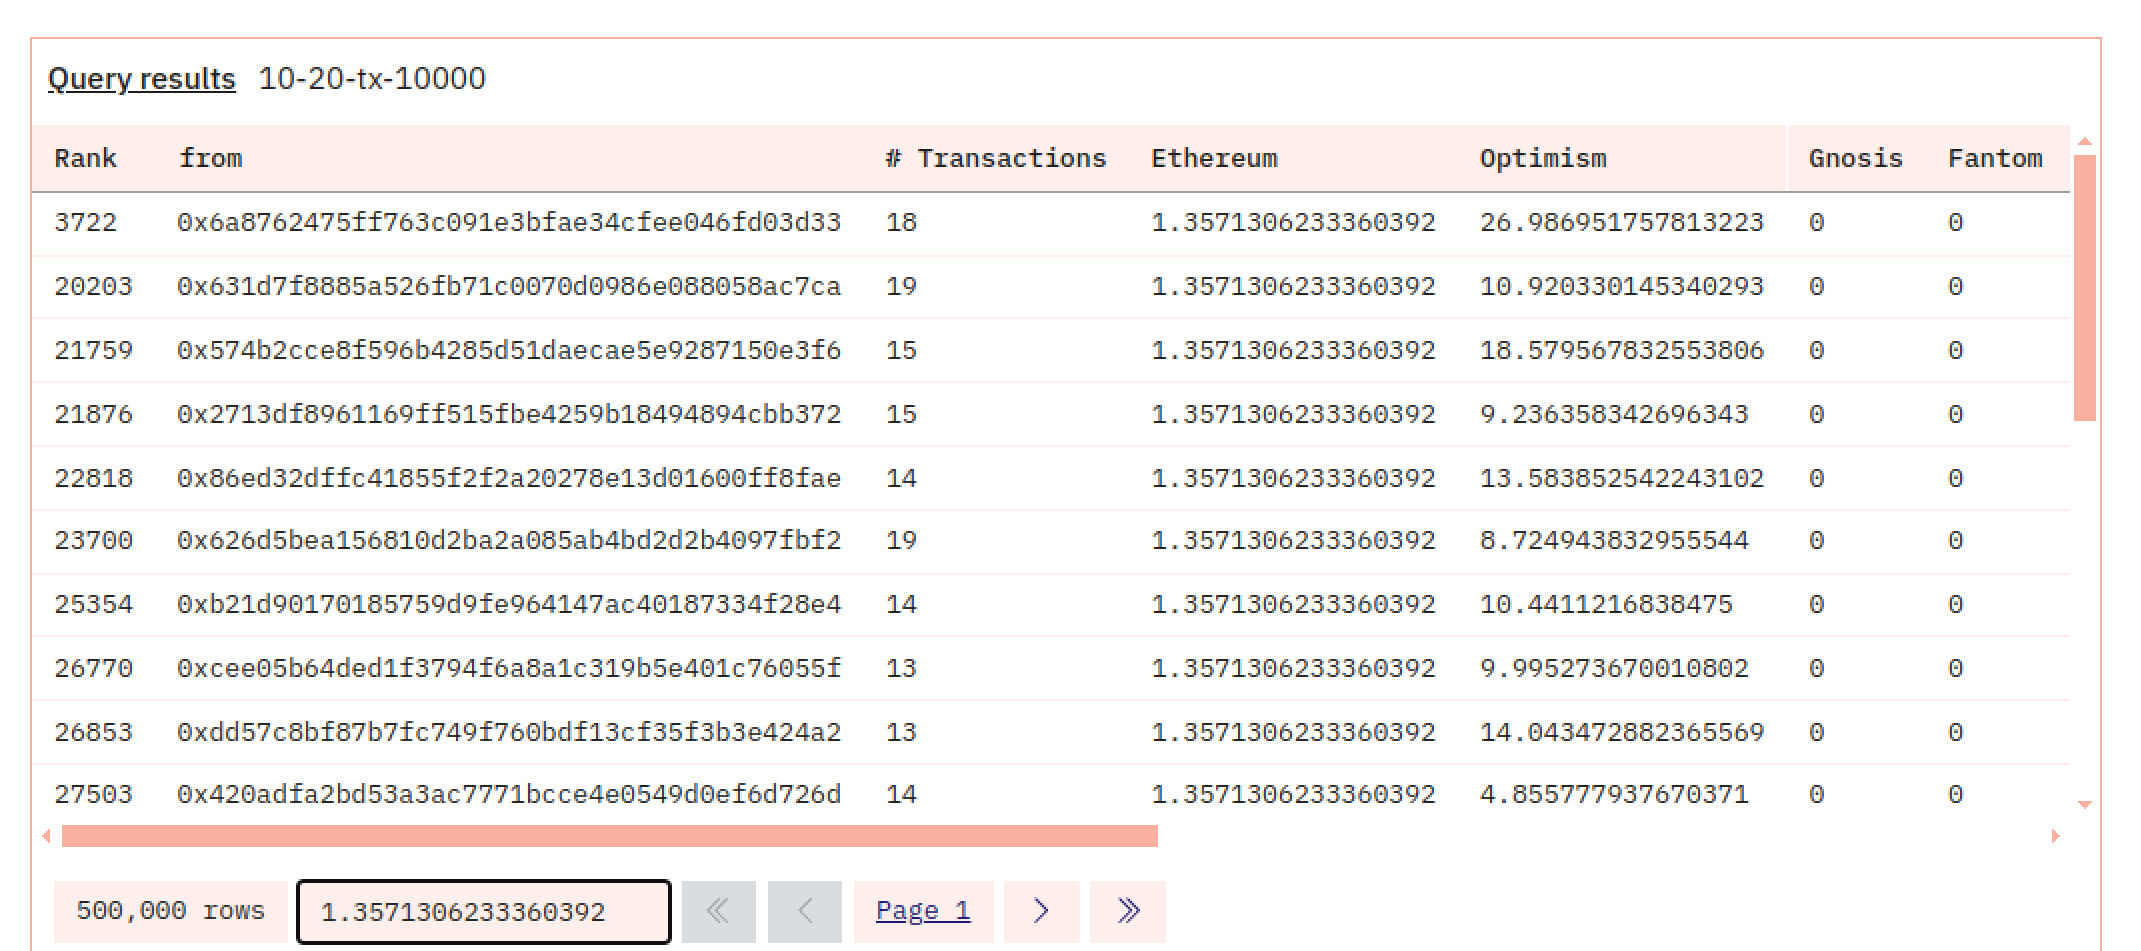 Query results 10-20-tx-10000
Rank from # Transactions Ethereum Optimism Gnosis Fantom
3722 0x6a8762475ff763c091e3bfae34cfee046fd03d33 18 1.3571306233360392 26.986951757813223 0 0
20203 0x631d7f8885a526fb71c0070d0986e088058ac7ca 19 1.3571306233360392 10.920330145340293 0 0
21759 0x574b2cce8f596b4285d51daecae5e9287150e3f6 15 1.3571306233360392 18.579567832553806 0 0
21876 0x2713df8961169ff515fbe4259b18494894cbb372 15 1.3571306233360392 9.236358342696343 0 0
22818 0x86ed32dffc41855f2f2a20278e13d01600ff8fae 14 1.3571306233360392 13.583852542243102 0 0
23700 0x626d5bea156810d2ba2a085ab4bd2d2b4097fbf2 19 1.3571306233360392 8.724943832955544 0 0
25354 0xb21d90170185759d9fe964147ac40187334f28e4 14 1.3571306233360392 10.4411216838475 0 0
26770 0xcee05b64ded1f3794f6a8a1c319b5e401c76055f 13 1.3571306233360392 9.995273670010802 0 0
26853 0xdd57c8bf87b7fc749f760bdf13cf35f3b3e424a2 13 1.3571306233360392 14.043472882365569 0 0
27503 0x420adfa2bd53a3ac7771bcce4e0549d0ef6d726d 14 1.3571306233360392 4.855777937670371 0 0
500,000 rows 1.3571306233360392 Page 1